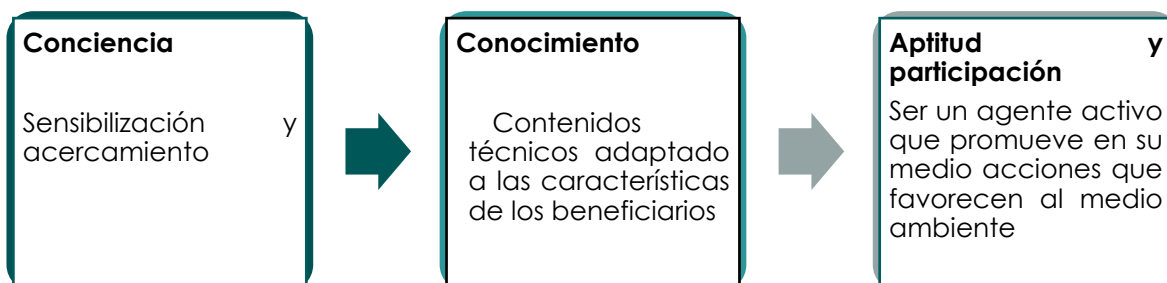 Conciencia
Sensibilización y
acercamiento
Conocimiento
Contenidos
técnicos adaptado
a las características
de los beneficiarios
Aptitud y
participación
Ser un agente activo
que promueve en su
medio acciones que
favorecen al medio
ambiente